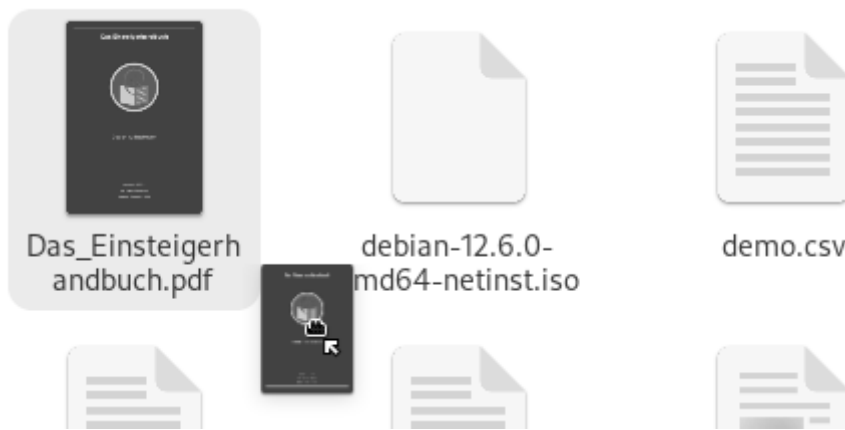 Das_Einsteigerh
andbuch.pdf
debian-12.6.0-
md64-netinst.iso
demo.csv